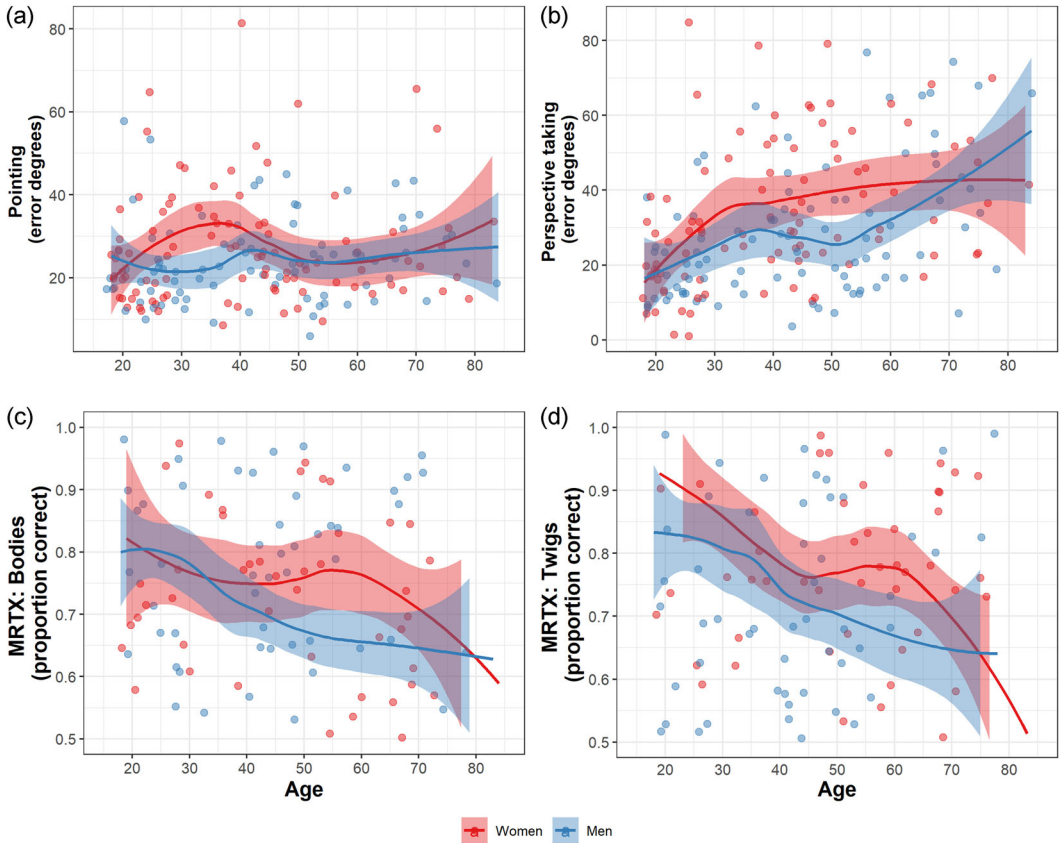 (a)
(b)
Pointing
(error degrees)
80
60
40
20
20 30 40 50 60 70 80
Perspective taking
(error degrees)
80
60
40
20
0
20 30 40 50 60 70 80
(c)
(d)
MRTX: Bodies
(proportion correct)
1.0
0.9
0.8
0.7
0.6
0.5
20 30 40 50 60 70 80
Age
MRTX: Twigs
(proportion correct)
1.0
0.9
0.8
0.7
0.6
0.5
20 30 40 50 60 70 80
Age
a Women a Men